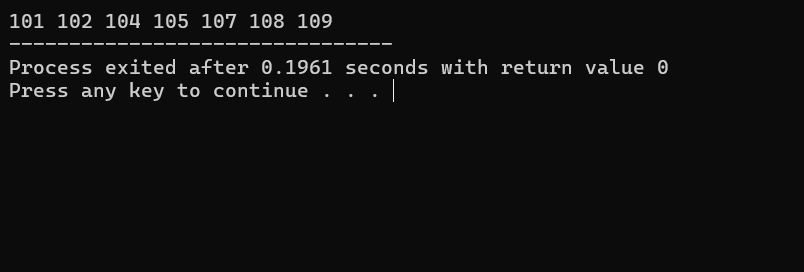 101 102 104 105 107 108 109
--------------------------------
Process exited after 0.1961 seconds with return value 0
Press any key to continue . . .